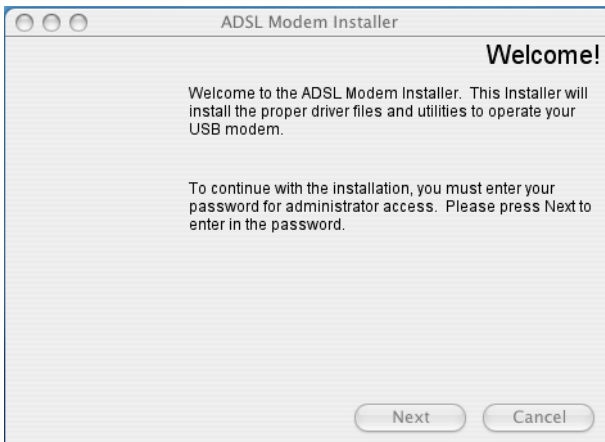 ADSL Modem Installer
Welcome!
Welcome to the ADSL Modem Installer. This Installer will
install the proper driver files and utilities to operate your
USB modem.
To continue with the installation, you must enter your
password for administrator access. Please press Next to
enter in the password.
Next
Cancel